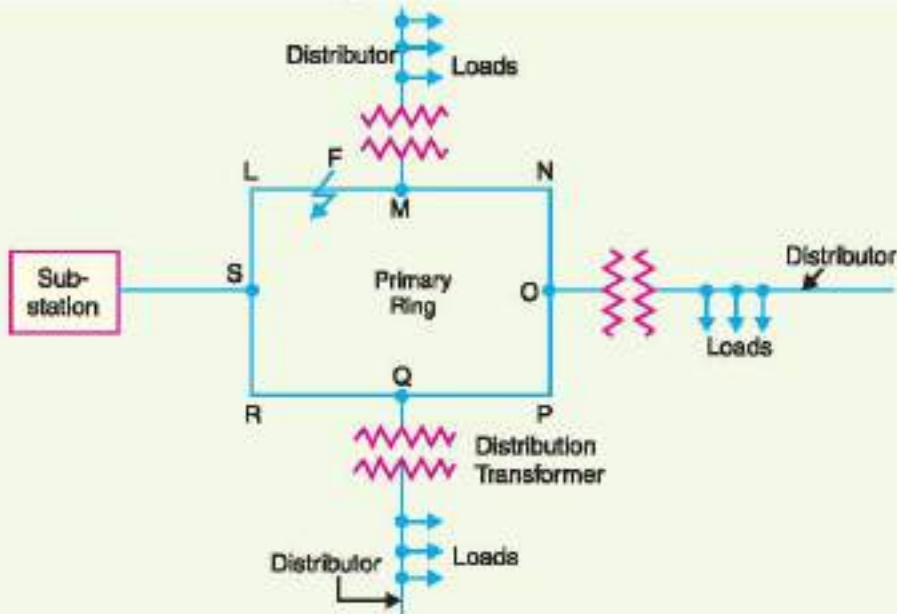 Distributor
Loads
L
F
M
N
Sub-
station
S
Primary
Ring
O
Distributor
Loads
Q
R
P
Distribution
Transformer
Loads
Distributor